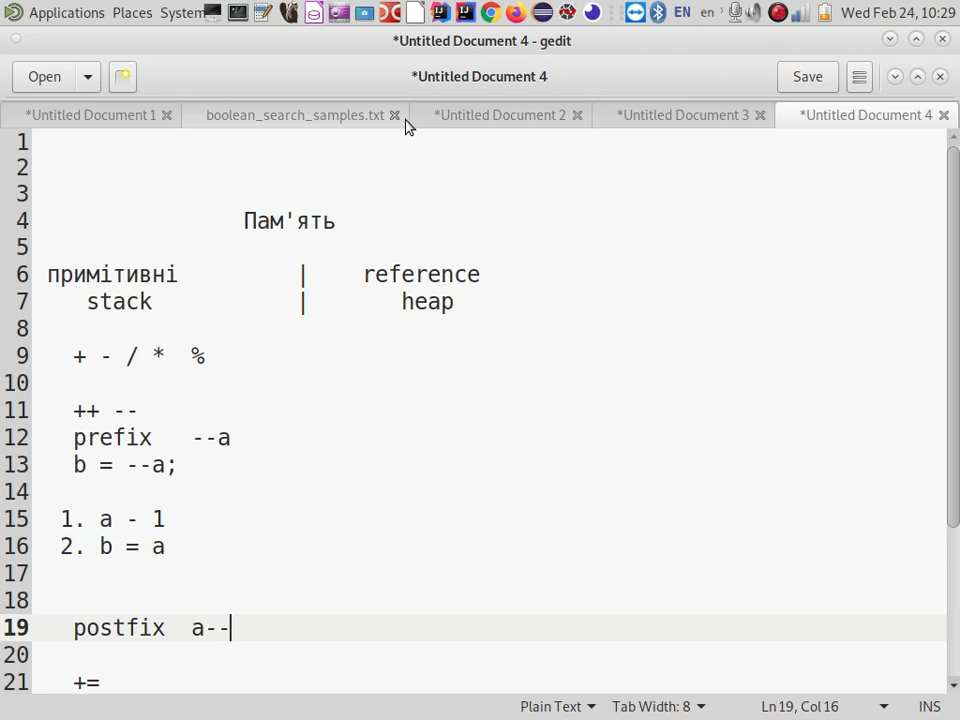 Applications Places System EN en Wed Feb 24, 10:29
*Untitled Document 4 - gedit
Open *Untitled Document 4 Save
*Untitled Document 1 boolean_search_samples.txt *Untitled Document 2 *Untitled Document 3 *Untitled Document 4
1
2
3
4 Пам'ять
5
6 примітивні | reference
7 stack | heap
8
9 + - / * %
10
11 ++ --
12 prefix --a
13 b = --a;
14
15 1. a - 1
16 2. b = a
17
18
19 postfix a--
20
21 +=
Plain Text Tab Width: 8 Ln 19, Col 16 INS